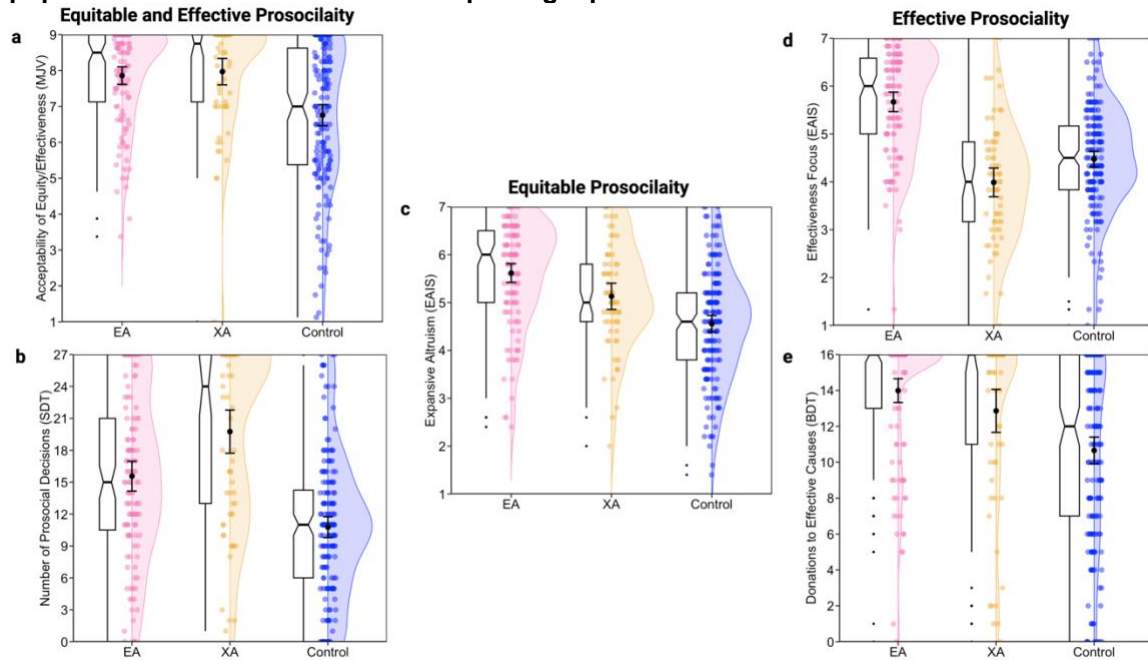 Equitable and Effective Prosocilaity
a
Acceptability of Equity/Effectiveness (MJV)
9
8
7
6
5
4
3
2
1
EA XA Control
b
Number of Prosocial Decisions (SDT)
27
24
21
18
15
12
9
6
3
0
EA XA Control
Equitable Prosocilaity
c
Expansive Altruism (EAIS)
7
6
5
4
3
2
1
EA XA Control
Effective Prosociality
d
Effectiveness Focus (EAIS)
7
6
5
4
3
2
1
EA XA Control
e
Donations to Effective Causes (BDT)
16
14
12
10
8
6
4
2
0
EA XA Control